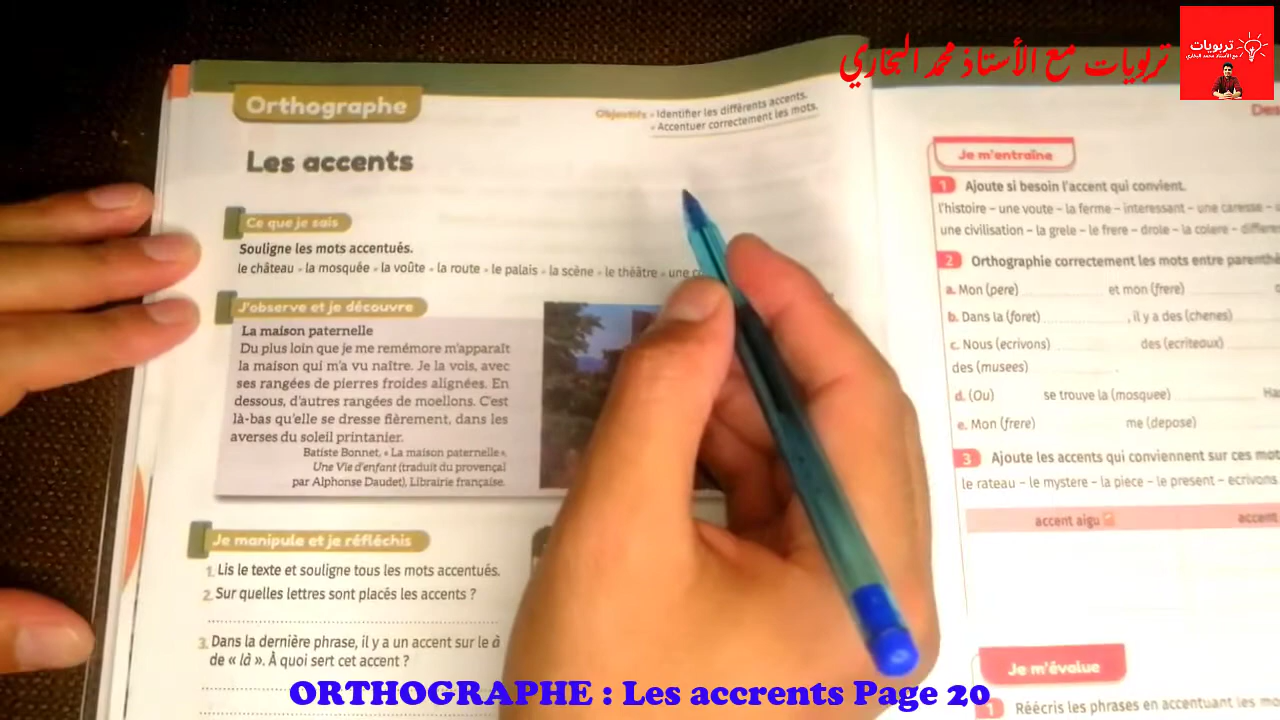 تربويات مع الأستاذ محمد البخاري
تربويات
مع الأستاذ محمد البخاري
Orthographe
Objectifs • Identifier les différents accents.
• Accentuer correctement les mots.
Les accents
Ce que je sais
Souligne les mots accentués.
le château - la mosquée - la voûte - la route - le palais - la scène - le théâtre - une
J'observe et je découvre
La maison paternelle
Du plus loin que je me remémore m'apparaît
la maison qui m'a vu naître. Je la vois, avec
ses rangées de pierres froides alignées. En
dessous, d'autres rangées de moellons. C'est
là-bas qu'elle se dresse fièrement, dans les
averses du soleil printanier.
Batiste Bonnet, « La maison paternelle »,
Une Vie d'enfant (traduit du provençal
par Alphonse Daudet), Librairie française.
Je manipule et je réfléchis
1. Lis le texte et souligne tous les mots accentués.
2. Sur quelles lettres sont placés les accents ?
3. Dans la dernière phrase, il y a un accent sur le à
de « là ». À quoi sert cet accent ?
Je m'entraîne
1 Ajoute si besoin l'accent qui convient.
l'histoire – une voute – la ferme – interessant – une caresse –
une civilisation – la grele – le frere – drole – la colere –
2 Orthographie correctement les mots entre
a. Mon (pere) et mon (frere)
b. Dans la (foret) , il y a des (chenes)
c. Nous (ecrivons) des (ecriteaux)
des (musees)
d. (Ou) se trouve la (mosquee)
e. Mon (frere) me (depose)
3 Ajoute les accents qui conviennent sur ces
le rateau – le mystere – la piece – le present – ecrivons
accent aigu accent
Je m'évalue
1 Réécris les phrases en accentuant les
ORTHOGRAPHE : Les accrents Page 20